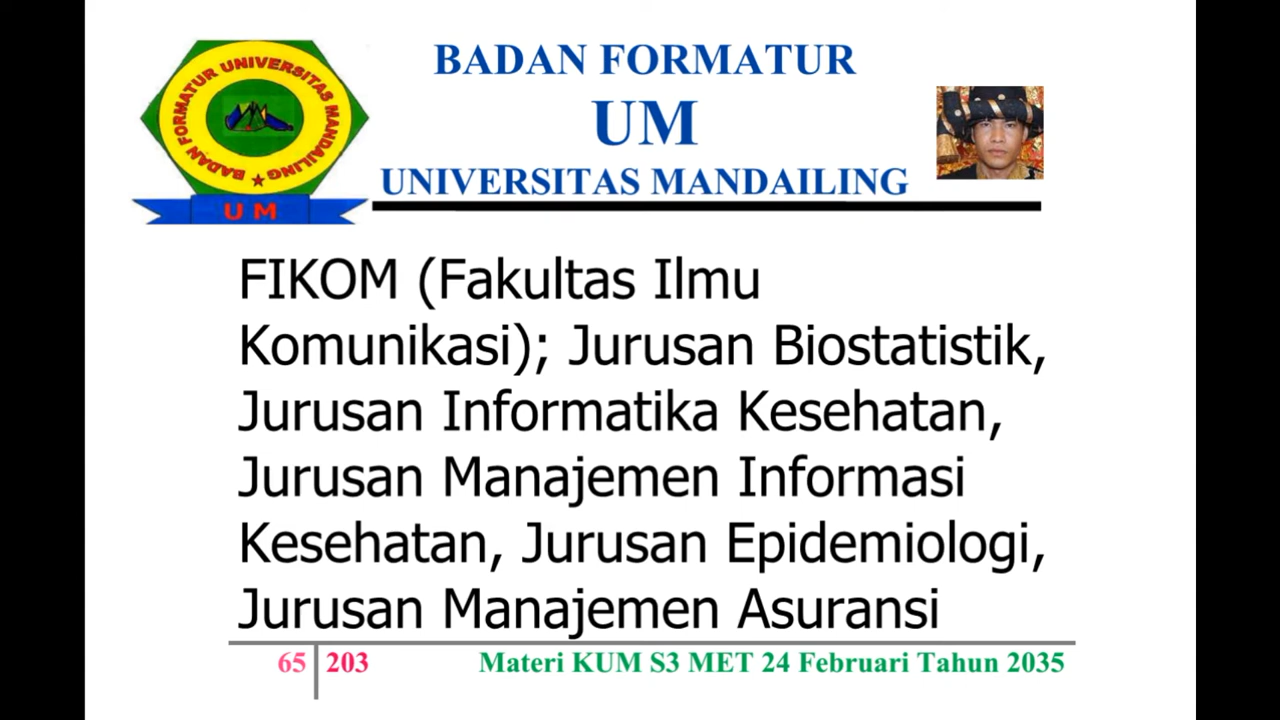 BADAN FORMATUR UNIVERSITAS MANDAILING
U M
BADAN FORMATUR
UM
UNIVERSITAS MANDAILING
FIKOM (Fakultas Ilmu
Komunikasi); Jurusan Biostatistik,
Jurusan Informatika Kesehatan,
Jurusan Manajemen Informasi
Kesehatan, Jurusan Epidemiologi,
Jurusan Manajemen Asuransi
65 203 Materi KUM S3 MET 24 Februari Tahun 2035